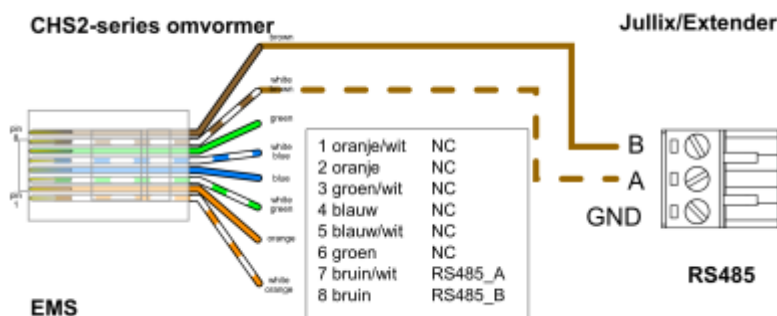 CHS2-series omvormer
Jullix/Extender
brown
white
brown
green
white
blue
blue
white
green
orange
white
orange
pin
8
pin
1
EMS
1 oranje/wit NC
2 oranje NC
3 groen/wit NC
4 blauw NC
5 blauw/wit NC
6 groen NC
7 bruin/wit RS485_A
8 bruin RS485_B
B
A
GND
RS485